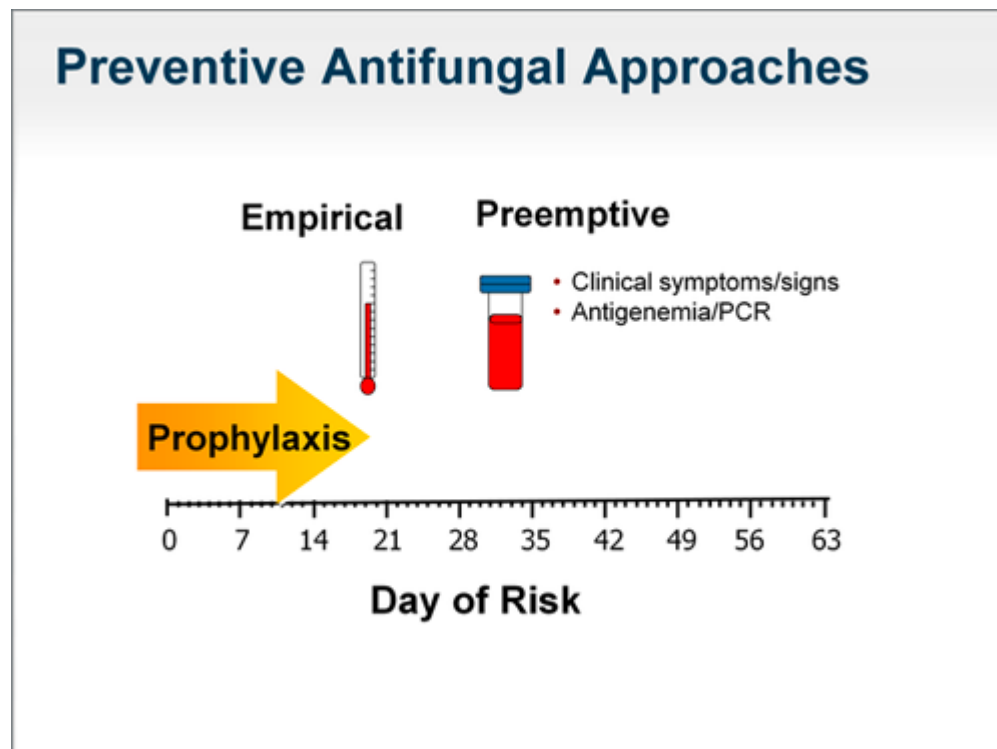 Preventive Antifungal Approaches
Empirical
Preemptive
• Clinical symptoms/signs
• Antigenemia/PCR
Prophylaxis
0 7 14 21 28 35 42 49 56 63
Day of Risk